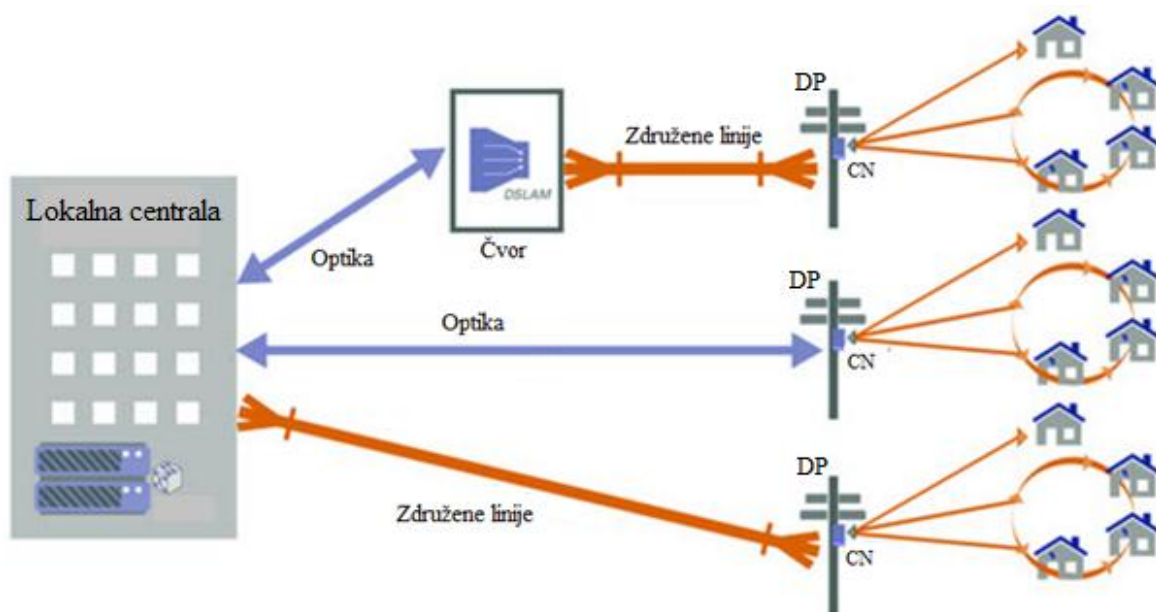 DP
Združene linije
CN
DSLAM
Lokalna centrala
Čvor
Optika
DP
Optika
CN
DP
Združene linije
CN